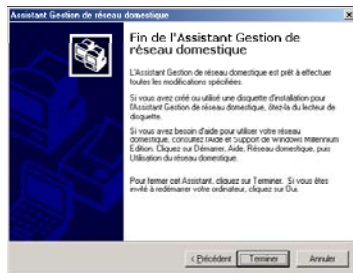 Assistant Gestion de réseau domestique
Fin de l'Assistant Gestion de
réseau domestique
L'Assistant Gestion de réseau domestique est prêt à effectuer
toutes les modifications spécifiées.
Si vous avez créé ou utilisé une disquette d'installation pour
l'Assistant Gestion de réseau domestique, ôtez-la du lecteur de
disquette.
Si vous avez besoin d'aide pour utiliser votre réseau
domestique, consultez l'Aide et Support de Windows Millennium
Edition. Cliquez sur Démarrer, Aide, Réseau domestique, puis
Utilisation du réseau domestique.
Pour fermer cet Assistant, cliquez sur Terminer. Si vous êtes
invité à redémarrer votre ordinateur, cliquez sur Oui.
< Précédent Terminer Annuler